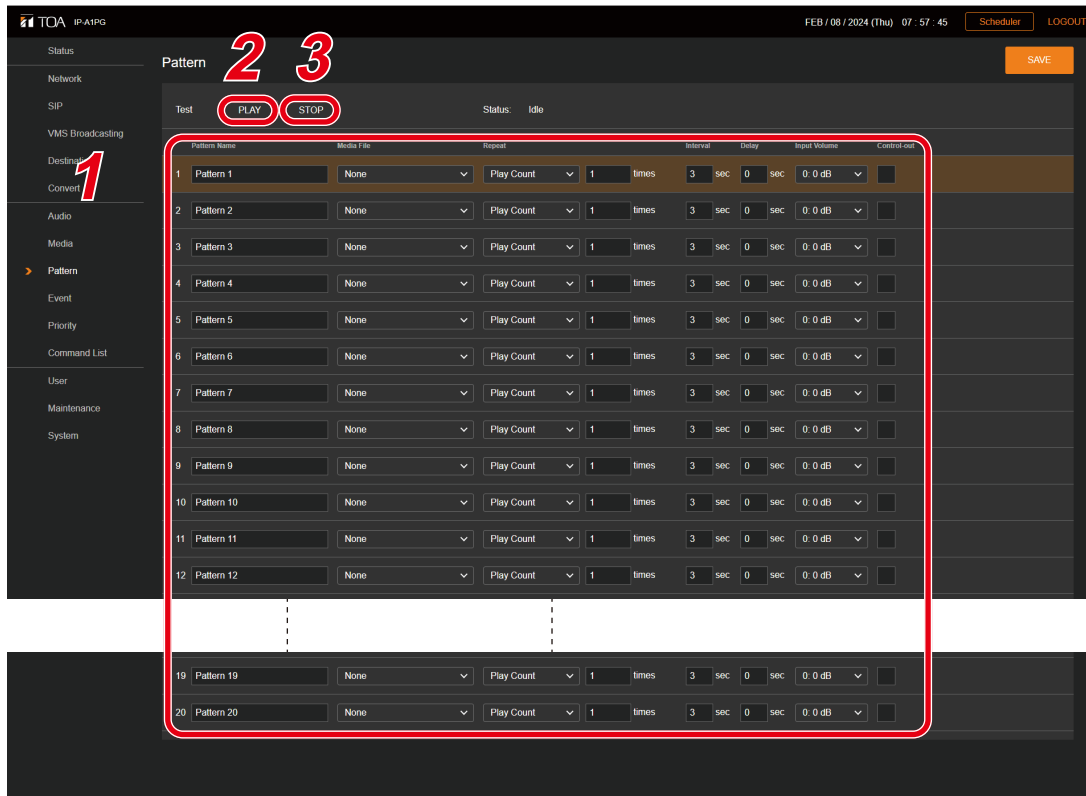 TOA IP-A1PG FEB / 08 / 2024 (Thu) 07 : 57 : 45 Scheduler LOGOUT
Status
Network
SIP
VMS Broadcasting
Convert
Audio
Media
Pattern
Event
Priority
Command List
User
Maintenance
System
1
Pattern 2 3 SAVE
Test PLAY STOP Status: Idle
Pattern Name Media File Repeat Interval Delay Input Volume Control-out
1 Pattern 1 None Play Count 1 times 3 sec 0 sec 0: 0 dB
2 Pattern 2 None Play Count 1 times 3 sec 0 sec 0: 0 dB
3 Pattern 3 None Play Count 1 times 3 sec 0 sec 0: 0 dB
4 Pattern 4 None Play Count 1 times 3 sec 0 sec 0: 0 dB
5 Pattern 5 None Play Count 1 times 3 sec 0 sec 0: 0 dB
6 Pattern 6 None Play Count 1 times 3 sec 0 sec 0: 0 dB
7 Pattern 7 None Play Count 1 times 3 sec 0 sec 0: 0 dB
8 Pattern 8 None Play Count 1 times 3 sec 0 sec 0: 0 dB
9 Pattern 9 None Play Count 1 times 3 sec 0 sec 0: 0 dB
10 Pattern 10 None Play Count 1 times 3 sec 0 sec 0: 0 dB
11 Pattern 11 None Play Count 1 times 3 sec 0 sec 0: 0 dB
12 Pattern 12 None Play Count 1 times 3 sec 0 sec 0: 0 dB
19 Pattern 19 None Play Count 1 times 3 sec 0 sec 0: 0 dB
20 Pattern 20 None Play Count 1 times 3 sec 0 sec 0: 0 dB